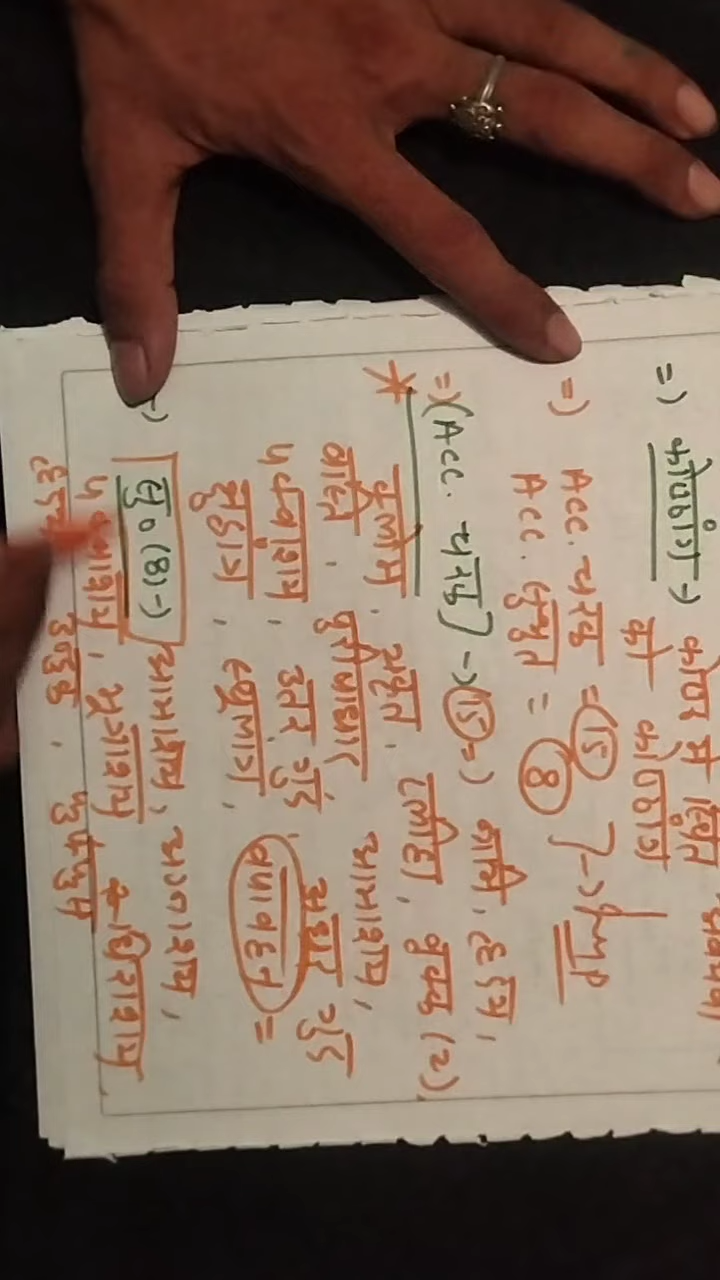 =) कोष्ठांग → कोष्ठ मे स्थित
को कोष्ठांग
=) Acc. चरक = 15
Acc. सुश्रुत = 8 } → Imp
=) (Acc. चरक] → 15 =) नाभि, हृदय,
* क्लोम, यकृत, प्लीहा, वृक्क (2),
बस्ति, पुरीषाधार, आमाशय,
पक्वाशय, उत्तर गुद, अधर गुद
क्षुद्रांत्र, स्थूलांत्र, वपावहन =
→ सु० (8) → आमाशय, अग्नाशय,
पक्वाशय, मूत्राशय, रुधिराशय,
हृदय, उण्डुक, फुफ्फुस